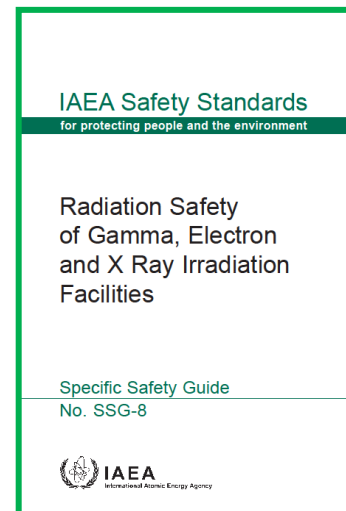 IAEA Safety Standards
for protecting people and the environment
Radiation Safety
of Gamma, Electron
and X Ray Irradiation
Facilities
Specific Safety Guide
No. SSG-8
IAEA
International Atomic Energy Agency